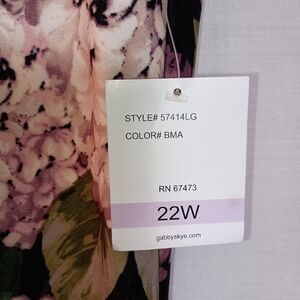 STYLE# 57414LG
COLOR# BMA
RN 67473
22W
gabbyskye.com